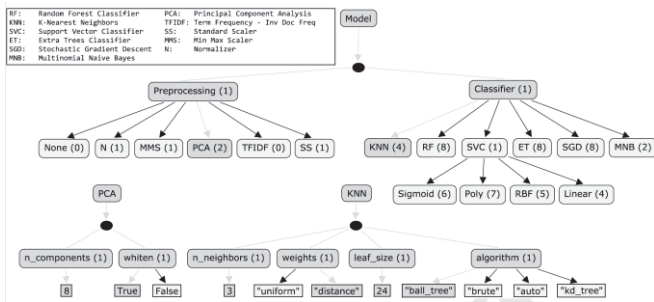 RF: Random Forest Classifier PCA: Principal Component Analysis
KNN: K-Nearest Neighbors TFIDF: Term Frequency - Inv Doc Freq
SVC: Support Vector Classifier SS: Standard Scaler
ET: Extra Trees Classifier MMS: Min Max Scaler
SGD: Stochastic Gradient Descent N: Normalizer
MNB: Multinomial Naive Bayes
Model
Preprocessing (1) Classifier (1)
None (0) N (1) MMS (1) PCA (2) TFIDF (0) SS (1) KNN (4) RF (8) SVC (1) ET (8) SGD (8) MNB (2)
Sigmoid (6) Poly (7) RBF (5) Linear (4)
PCA KNN
n_components (1) whiten (1) n_neighbors (1) weights (1) leaf_size (1) algorithm (1)
8 True False 3 "uniform" "distance" 24 "ball_tree" "brute" "auto" "kd_tree"